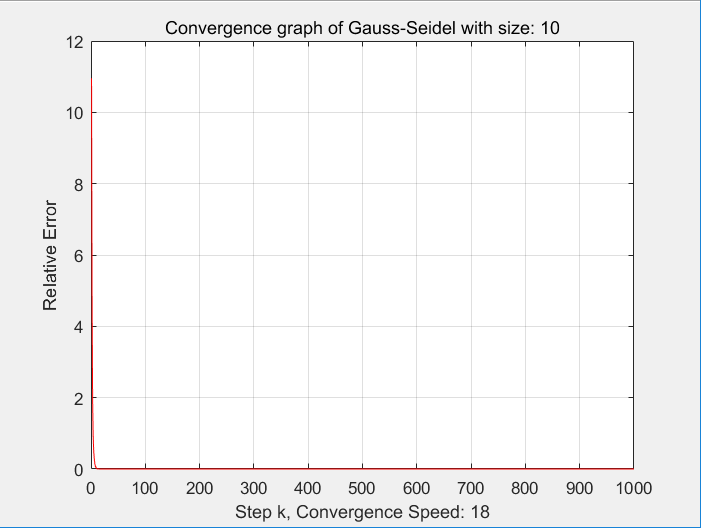 Convergence graph of Gauss-Seidel with size: 10
12
10
8
6
4
2
0
Relative Error
0 100 200 300 400 500 600 700 800 900 1000
Step k, Convergence Speed: 18